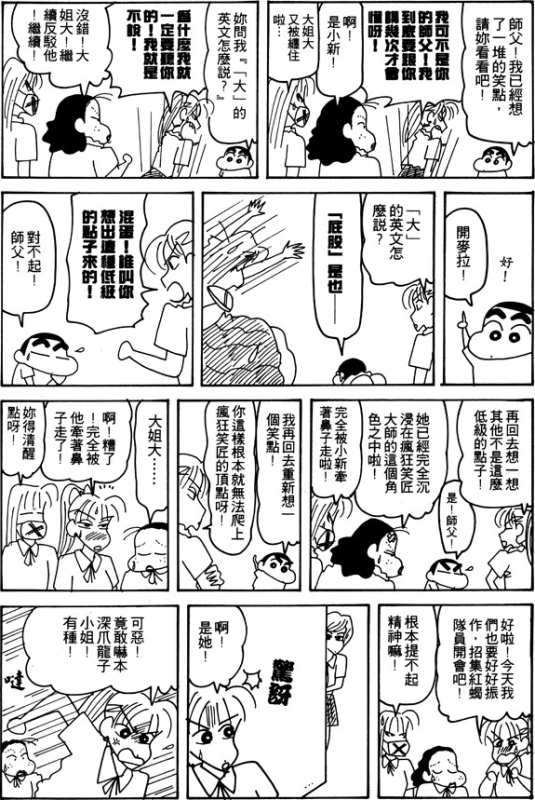 師父！我已經想
了一堆的笑點，
請妳看看吧！
我可不是你
的師父！我
到底要跟你
講幾次才會
懂呀！
啊！
是小新！
大姐大
又被纏住
啦…
妳問我『「大」的
英文怎麼說？』
為什麼我就
一定要聽你
的！我就是
不說！
沒錯！大
姐大！繼
續反駁他
！繼續！
好！
開麥拉！
「大」
的英文怎
麼說？
「屁股」是也──
混蛋！誰叫你
想出這種低級
的點子來的！
對不起！
師父！
再回去想一想
其他不是這麼
低級的點子！
是！師父！
她已經完全沉
浸在瘋狂笑匠
大師的這個角
色之中啦！
完全被小新牽
著鼻子走啦！
我再回去重新想一
個笑點！
你這樣根本就無法爬上
瘋狂笑匠的頂點呀！
大姐大……
啊！糟了
！完全被
他牽著鼻
子走了！
妳得清醒
點呀！
好啦！今天我
們也要好好振
作，招集紅蠍
隊員開會吧！
根本提不起
精神嘛！
驚訝
啊！
是她！
可惡！
竟敢嚇本
深爪龍子
小姐！
有種！
噠